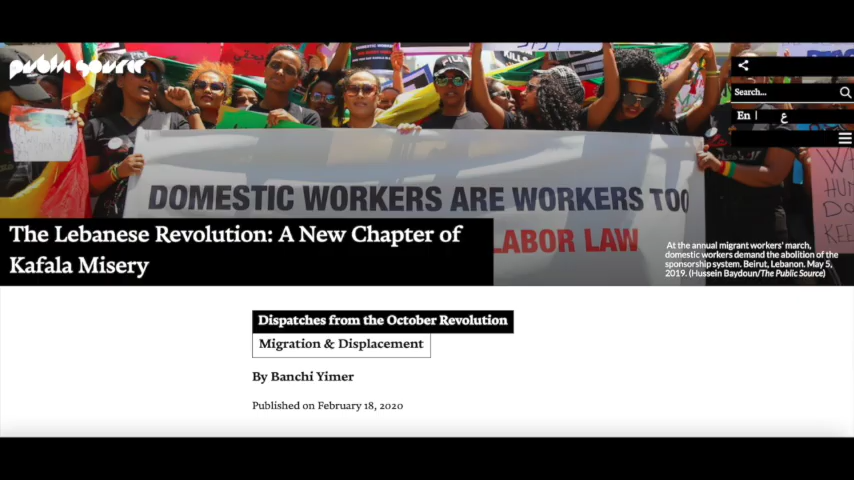 public source
KILLS
FILE
Search...
En | ع
DOMESTIC WORKERS ARE WORKERS TOO
LABOR LAW
The Lebanese Revolution: A New Chapter of
Kafala Misery
At the annual migrant workers' march,
domestic workers demand the abolition of the
sponsorship system. Beirut, Lebanon. May 5,
2019. (Hussein Baydoun/The Public Source)
Dispatches from the October Revolution
Migration & Displacement
By Banchi Yimer
Published on February 18, 2020